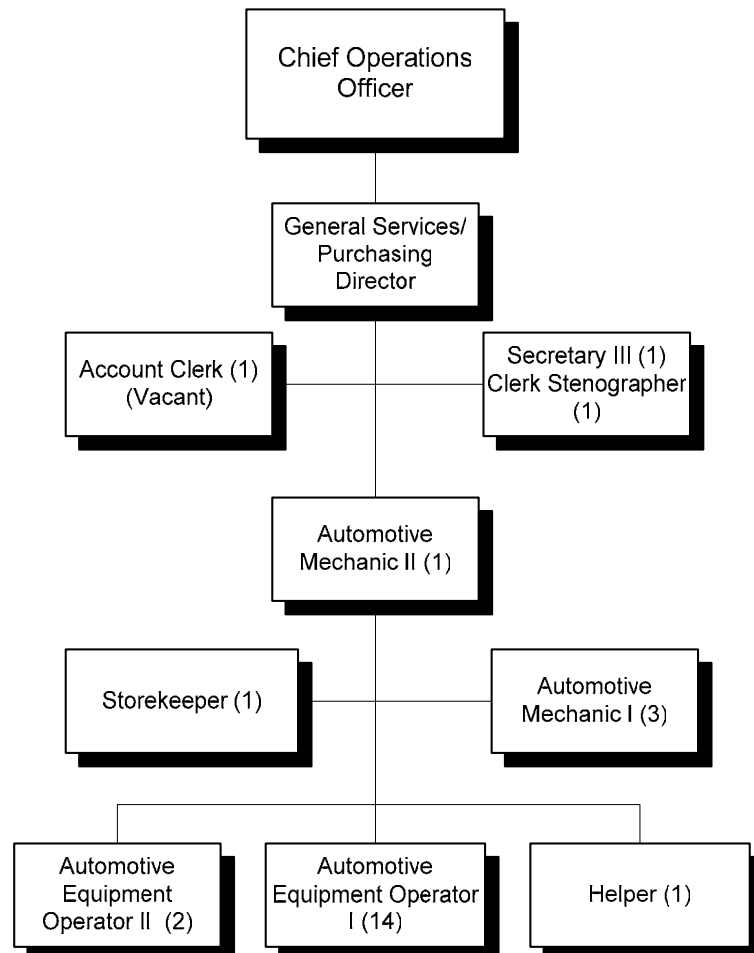 Chief Operations
Officer
General Services/
Purchasing
Director
Account Clerk (1)
(Vacant)
Secretary III (1)
Clerk Stenographer
(1)
Automotive
Mechanic II (1)
Storekeeper (1)
Automotive
Mechanic I (3)
Automotive
Equipment
Operator II (2)
Automotive
Equipment Operator
I (14)
Helper (1)